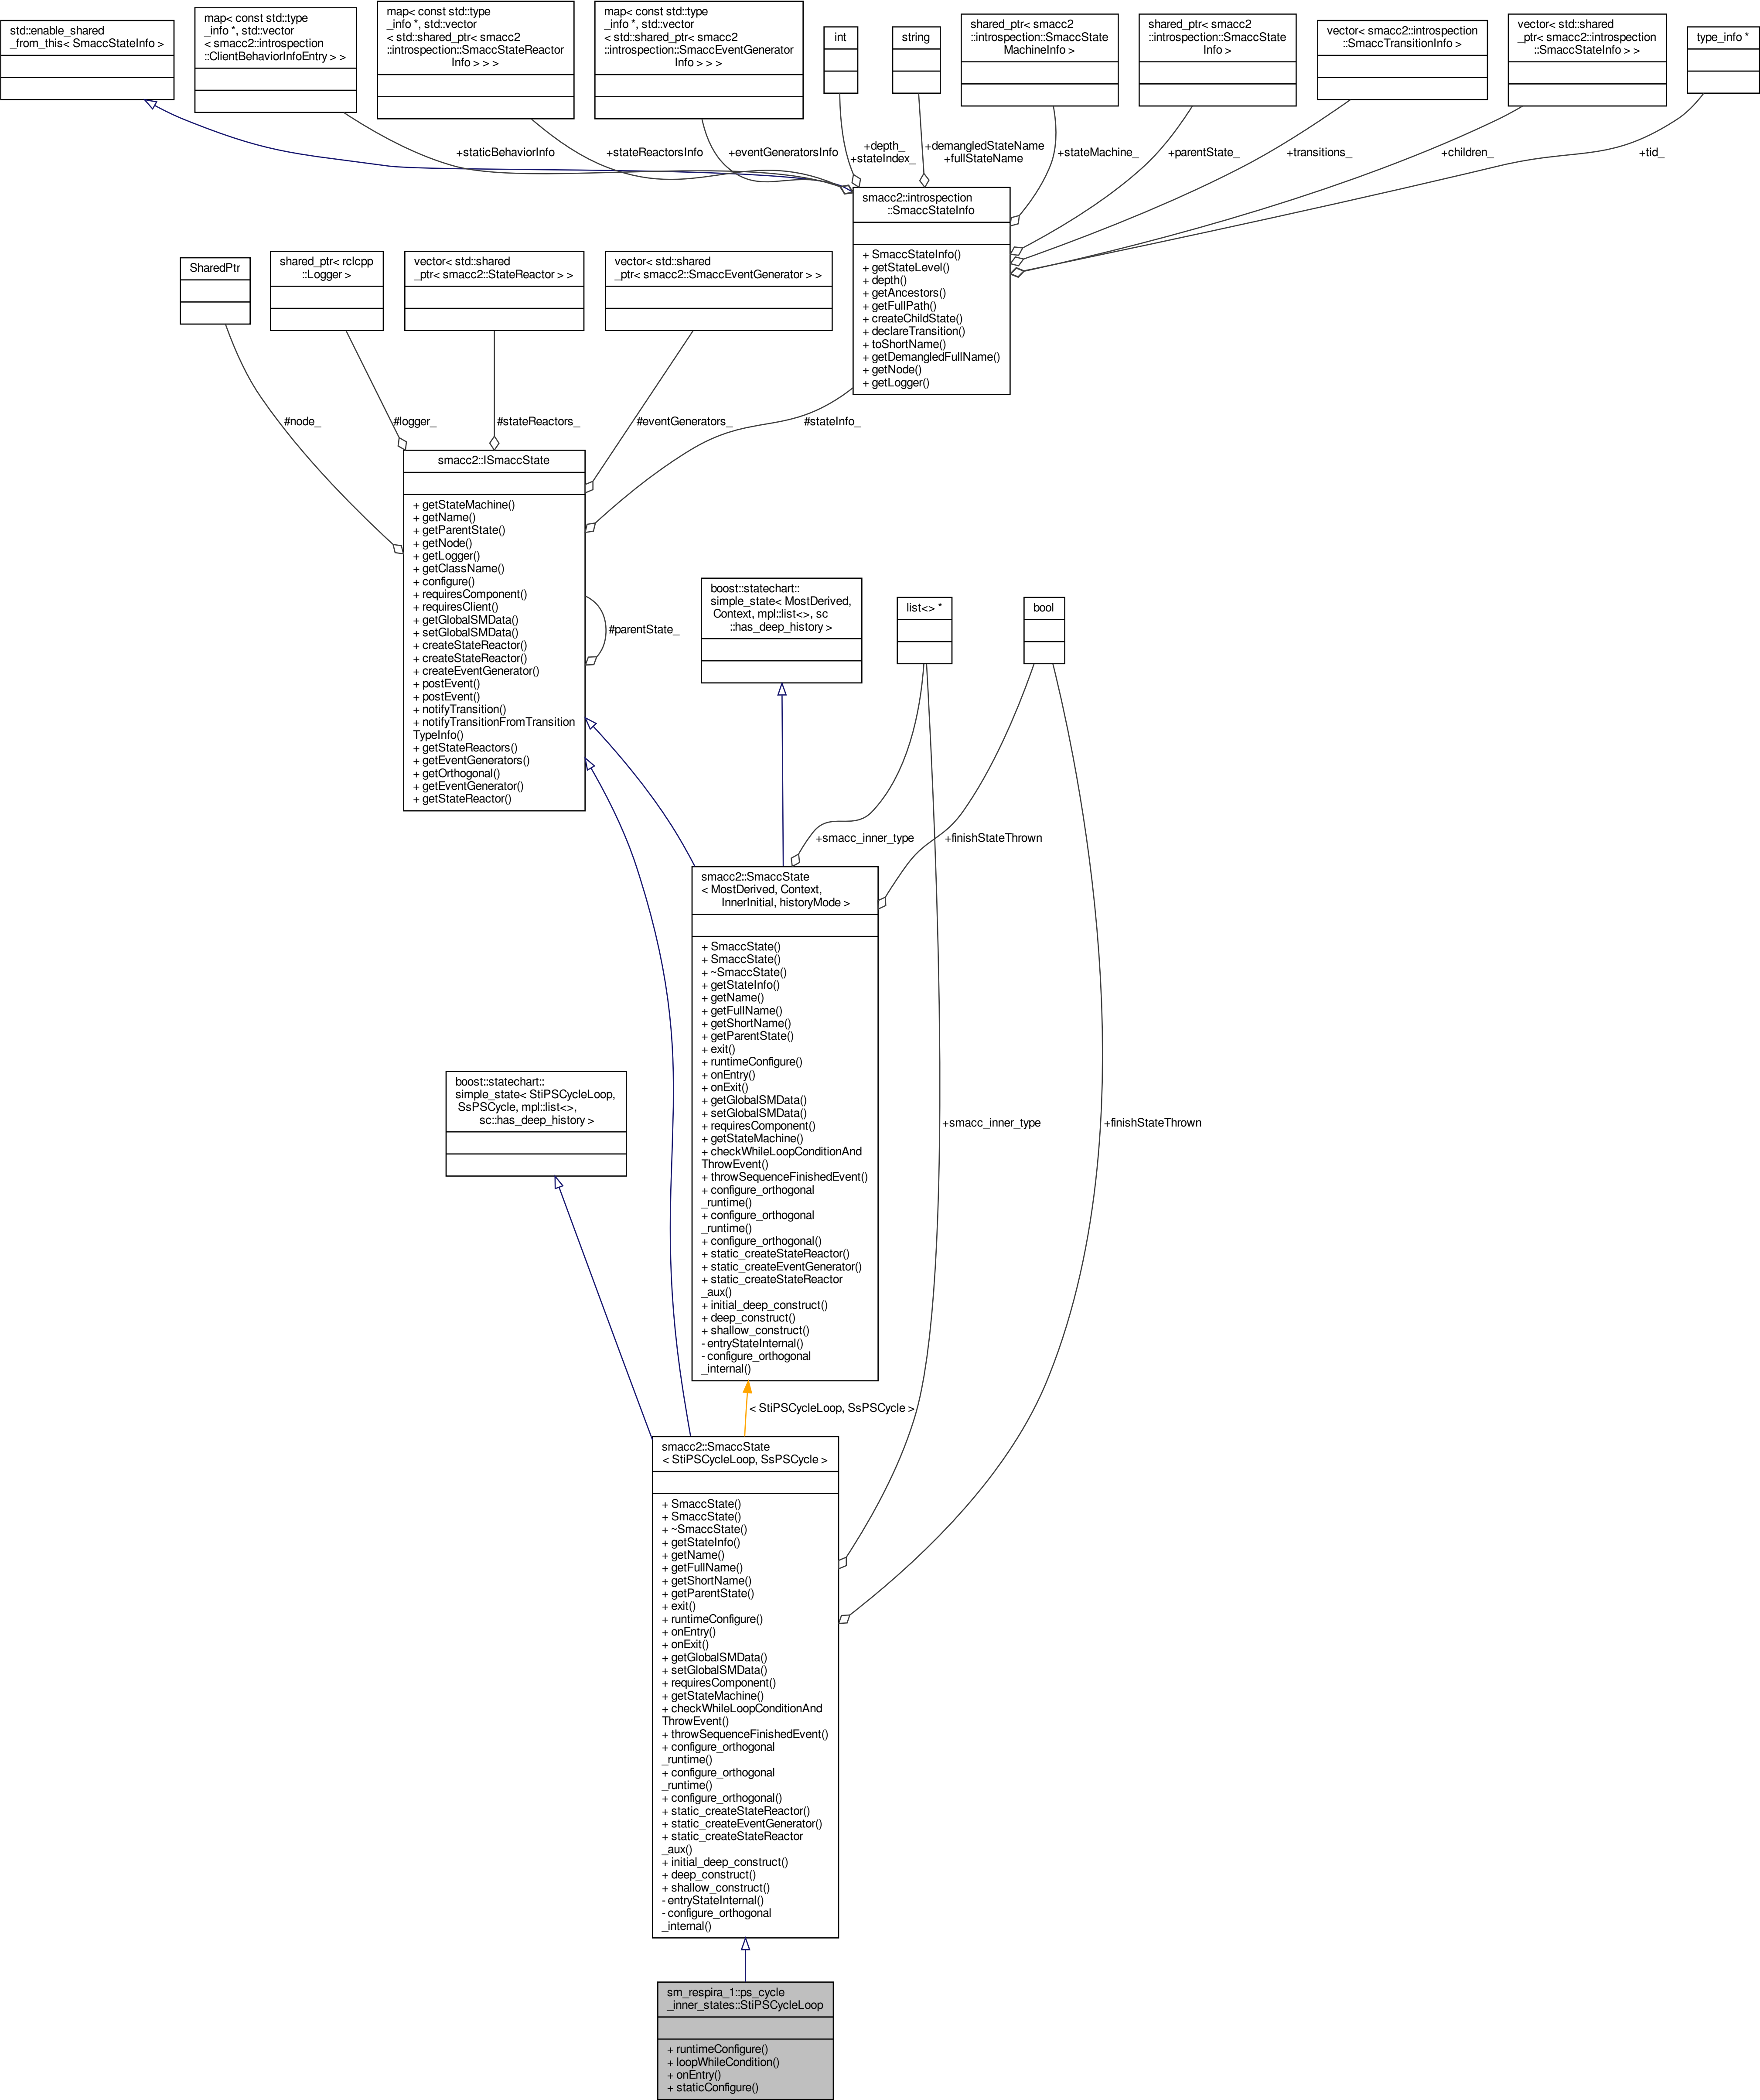 std::enable_shared
_from_this< SmaccStateInfo >
map< const std::type
_info *, std::vector
< smacc2::introspection
::ClientBehaviorInfoEntry > >
map< const std::type
_info *, std::vector
< std::shared_ptr< smacc2
::introspection::SmaccStateReactor
Info > > >
map< const std::type
_info *, std::vector
< std::shared_ptr< smacc2
::introspection::SmaccEventGenerator
Info > > >
int
string
shared_ptr< smacc2
::introspection::SmaccState
MachineInfo >
shared_ptr< smacc2
::introspection::SmaccState
Info >
vector< smacc2::introspection
::SmaccTransitionInfo >
vector< std::shared
_ptr< smacc2::introspection
::SmaccStateInfo > >
type_info *
+staticBehaviorInfo
+stateReactorsInfo
+eventGeneratorsInfo
+depth_
+stateIndex_
+demangledStateName
+fullStateName
+stateMachine_
+parentState_
+transitions_
+children_
+tid_
smacc2::introspection
::SmaccStateInfo
+ SmaccStateInfo()
+ getStateLevel()
+ depth()
+ getAncestors()
+ getFullPath()
+ createChildState()
+ declareTransition()
+ toShortName()
+ getDemangledFullName()
+ getNode()
+ getLogger()
SharedPtr
shared_ptr< rclcpp
::Logger >
vector< std::shared
_ptr< smacc2::StateReactor > >
vector< std::shared
_ptr< smacc2::SmaccEventGenerator > >
#node_
#logger_
#stateReactors_
#eventGenerators_
#stateInfo_
smacc2::ISmaccState
+ getStateMachine()
+ getName()
+ getParentState()
+ getNode()
+ getLogger()
+ getClassName()
+ configure()
+ requiresComponent()
+ requiresClient()
+ getGlobalSMData()
+ setGlobalSMData()
+ createStateReactor()
+ createStateReactor()
+ createEventGenerator()
+ postEvent()
+ postEvent()
+ notifyTransition()
+ notifyTransitionFromTransition
TypeInfo()
+ getStateReactors()
+ getEventGenerators()
+ getOrthogonal()
+ getEventGenerator()
+ getStateReactor()
#parentState_
boost::statechart::
simple_state< MostDerived,
Context, mpl::list<>, sc
::has_deep_history >
list<> *
bool
+smacc_inner_type
+finishStateThrown
smacc2::SmaccState
< MostDerived, Context,
InnerInitial, historyMode >
+ SmaccState()
+ SmaccState()
+ ~SmaccState()
+ getStateInfo()
+ getName()
+ getFullName()
+ getShortName()
+ getParentState()
+ exit()
+ runtimeConfigure()
+ onEntry()
+ onExit()
+ getGlobalSMData()
+ setGlobalSMData()
+ requiresComponent()
+ getStateMachine()
+ checkWhileLoopConditionAnd
ThrowEvent()
+ throwSequenceFinishedEvent()
+ configure_orthogonal
_runtime()
+ configure_orthogonal
_runtime()
+ configure_orthogonal()
+ static_createStateReactor()
+ static_createEventGenerator()
+ static_createStateReactor
_aux()
+ initial_deep_construct()
+ deep_construct()
+ shallow_construct()
- entryStateInternal()
- configure_orthogonal
_internal()
boost::statechart::
simple_state< StiPSCycleLoop,
SsPSCycle, mpl::list<>,
sc::has_deep_history >
+smacc_inner_type
+finishStateThrown
< StiPSCycleLoop, SsPSCycle >
smacc2::SmaccState
< StiPSCycleLoop, SsPSCycle >
+ SmaccState()
+ SmaccState()
+ ~SmaccState()
+ getStateInfo()
+ getName()
+ getFullName()
+ getShortName()
+ getParentState()
+ exit()
+ runtimeConfigure()
+ onEntry()
+ onExit()
+ getGlobalSMData()
+ setGlobalSMData()
+ requiresComponent()
+ getStateMachine()
+ checkWhileLoopConditionAnd
ThrowEvent()
+ throwSequenceFinishedEvent()
+ configure_orthogonal
_runtime()
+ configure_orthogonal
_runtime()
+ configure_orthogonal()
+ static_createStateReactor()
+ static_createEventGenerator()
+ static_createStateReactor
_aux()
+ initial_deep_construct()
+ deep_construct()
+ shallow_construct()
- entryStateInternal()
- configure_orthogonal
_internal()
sm_respira_1::ps_cycle
_inner_states::StiPSCycleLoop
+ runtimeConfigure()
+ loopWhileCondition()
+ onEntry()
+ staticConfigure()